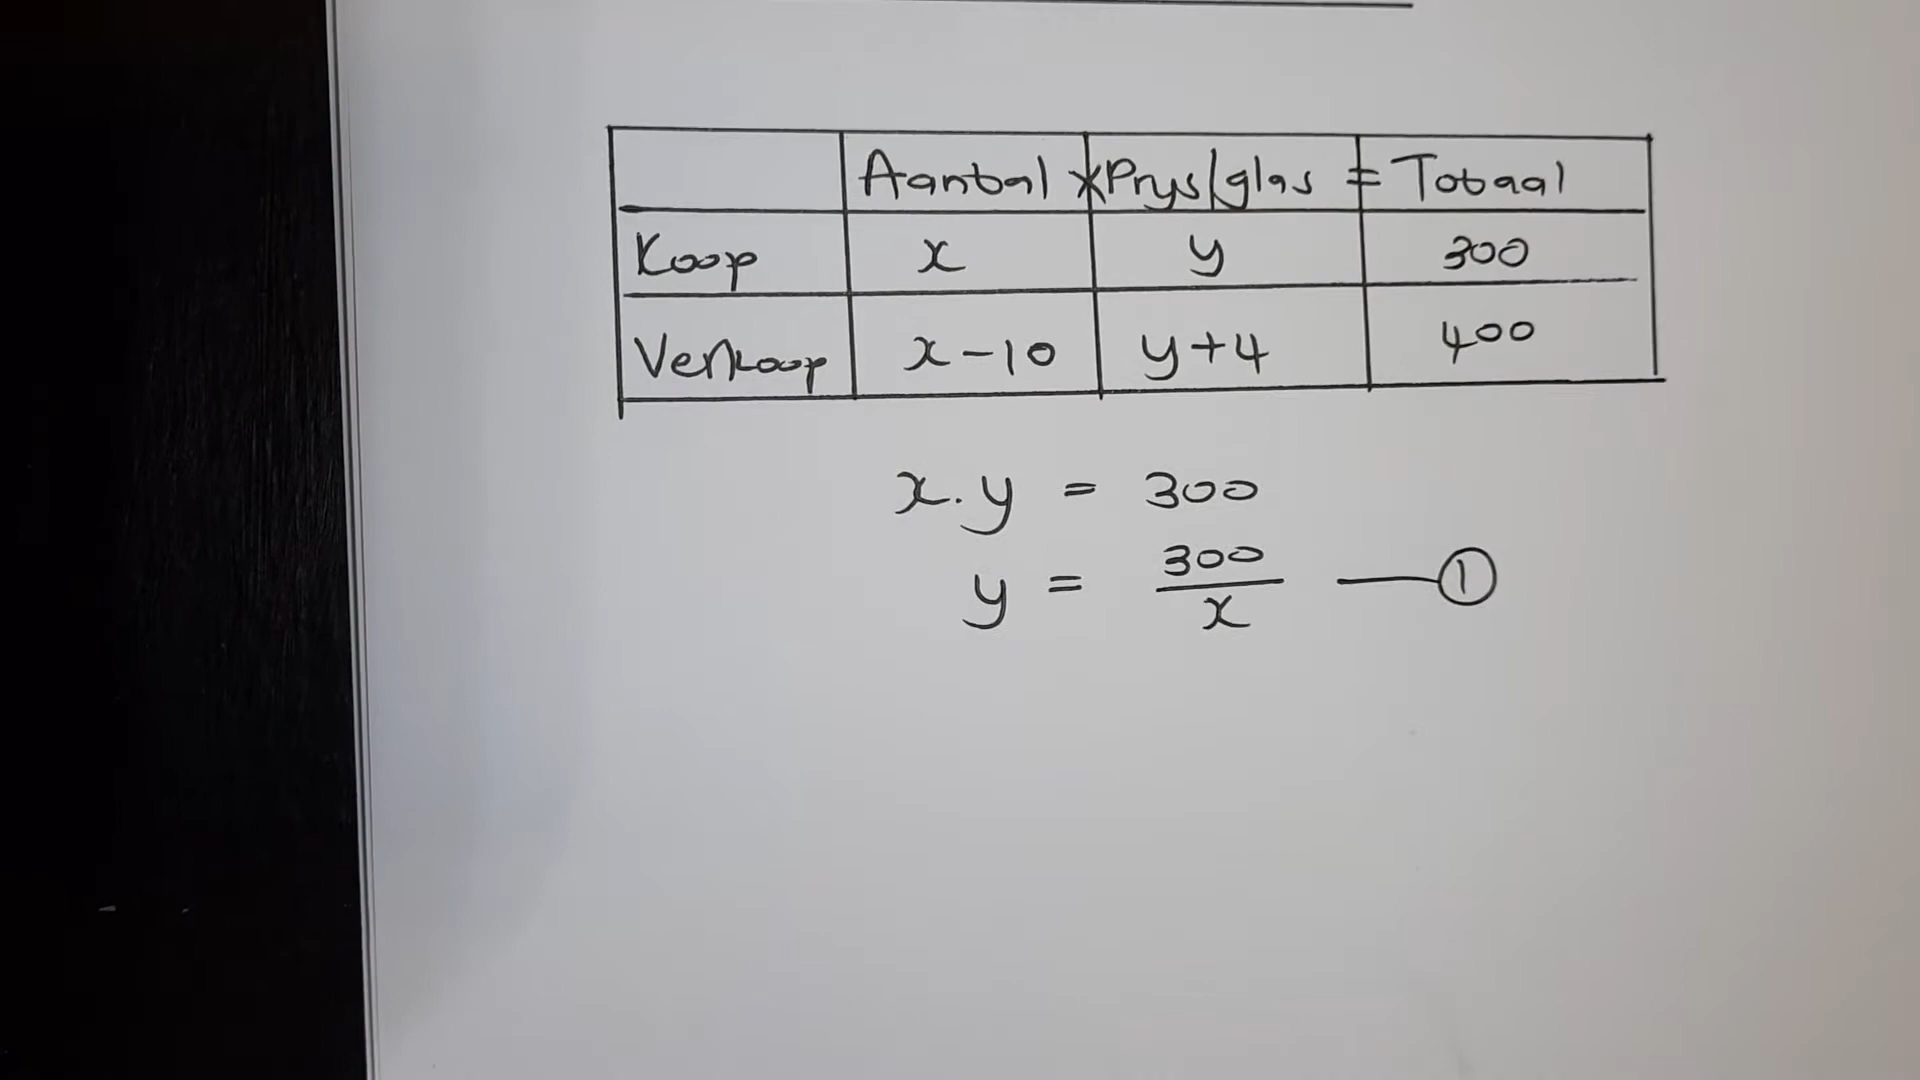 Aantal × Prys/glas = Totaal
Koop x y 300
Verkoop x-10 y+4 400
x.y = 300
y = 300/x —①